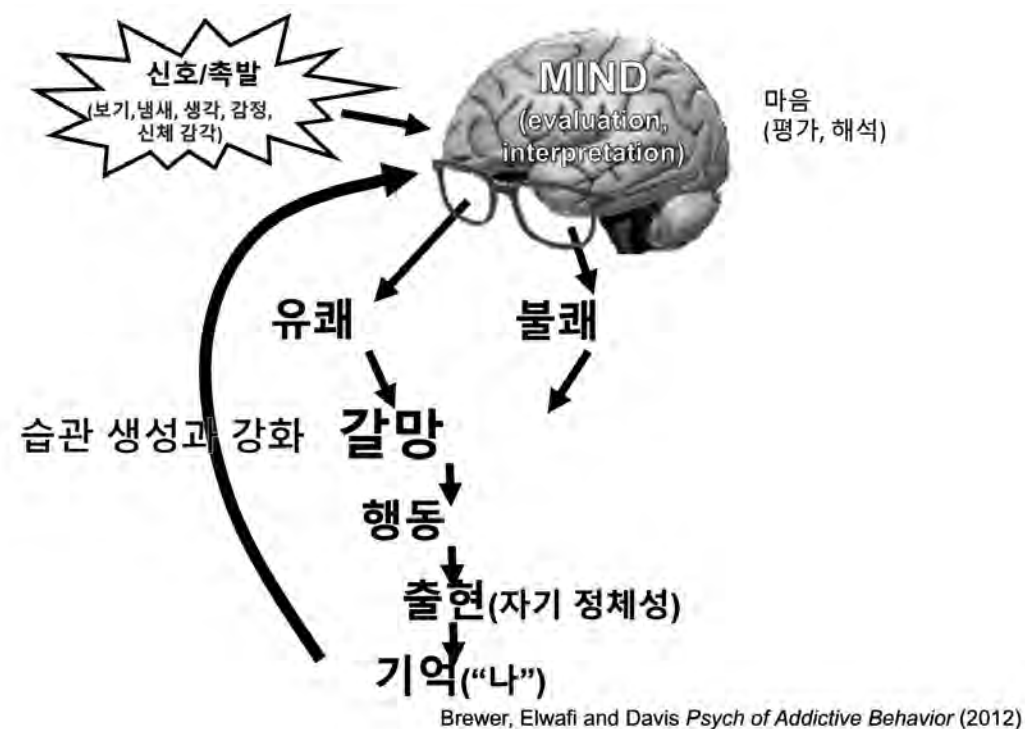 신호/촉발
(보기,냄새, 생각, 감정,
신체 감각)
MIND
(evaluation,
interpretation)
마음
(평가, 해석)
유쾌
불쾌
습관 생성과 강화
갈망
행동
출현(자기 정체성)
기억(“나”)
Brewer, Elwafi and Davis Psych of Addictive Behavior (2012)